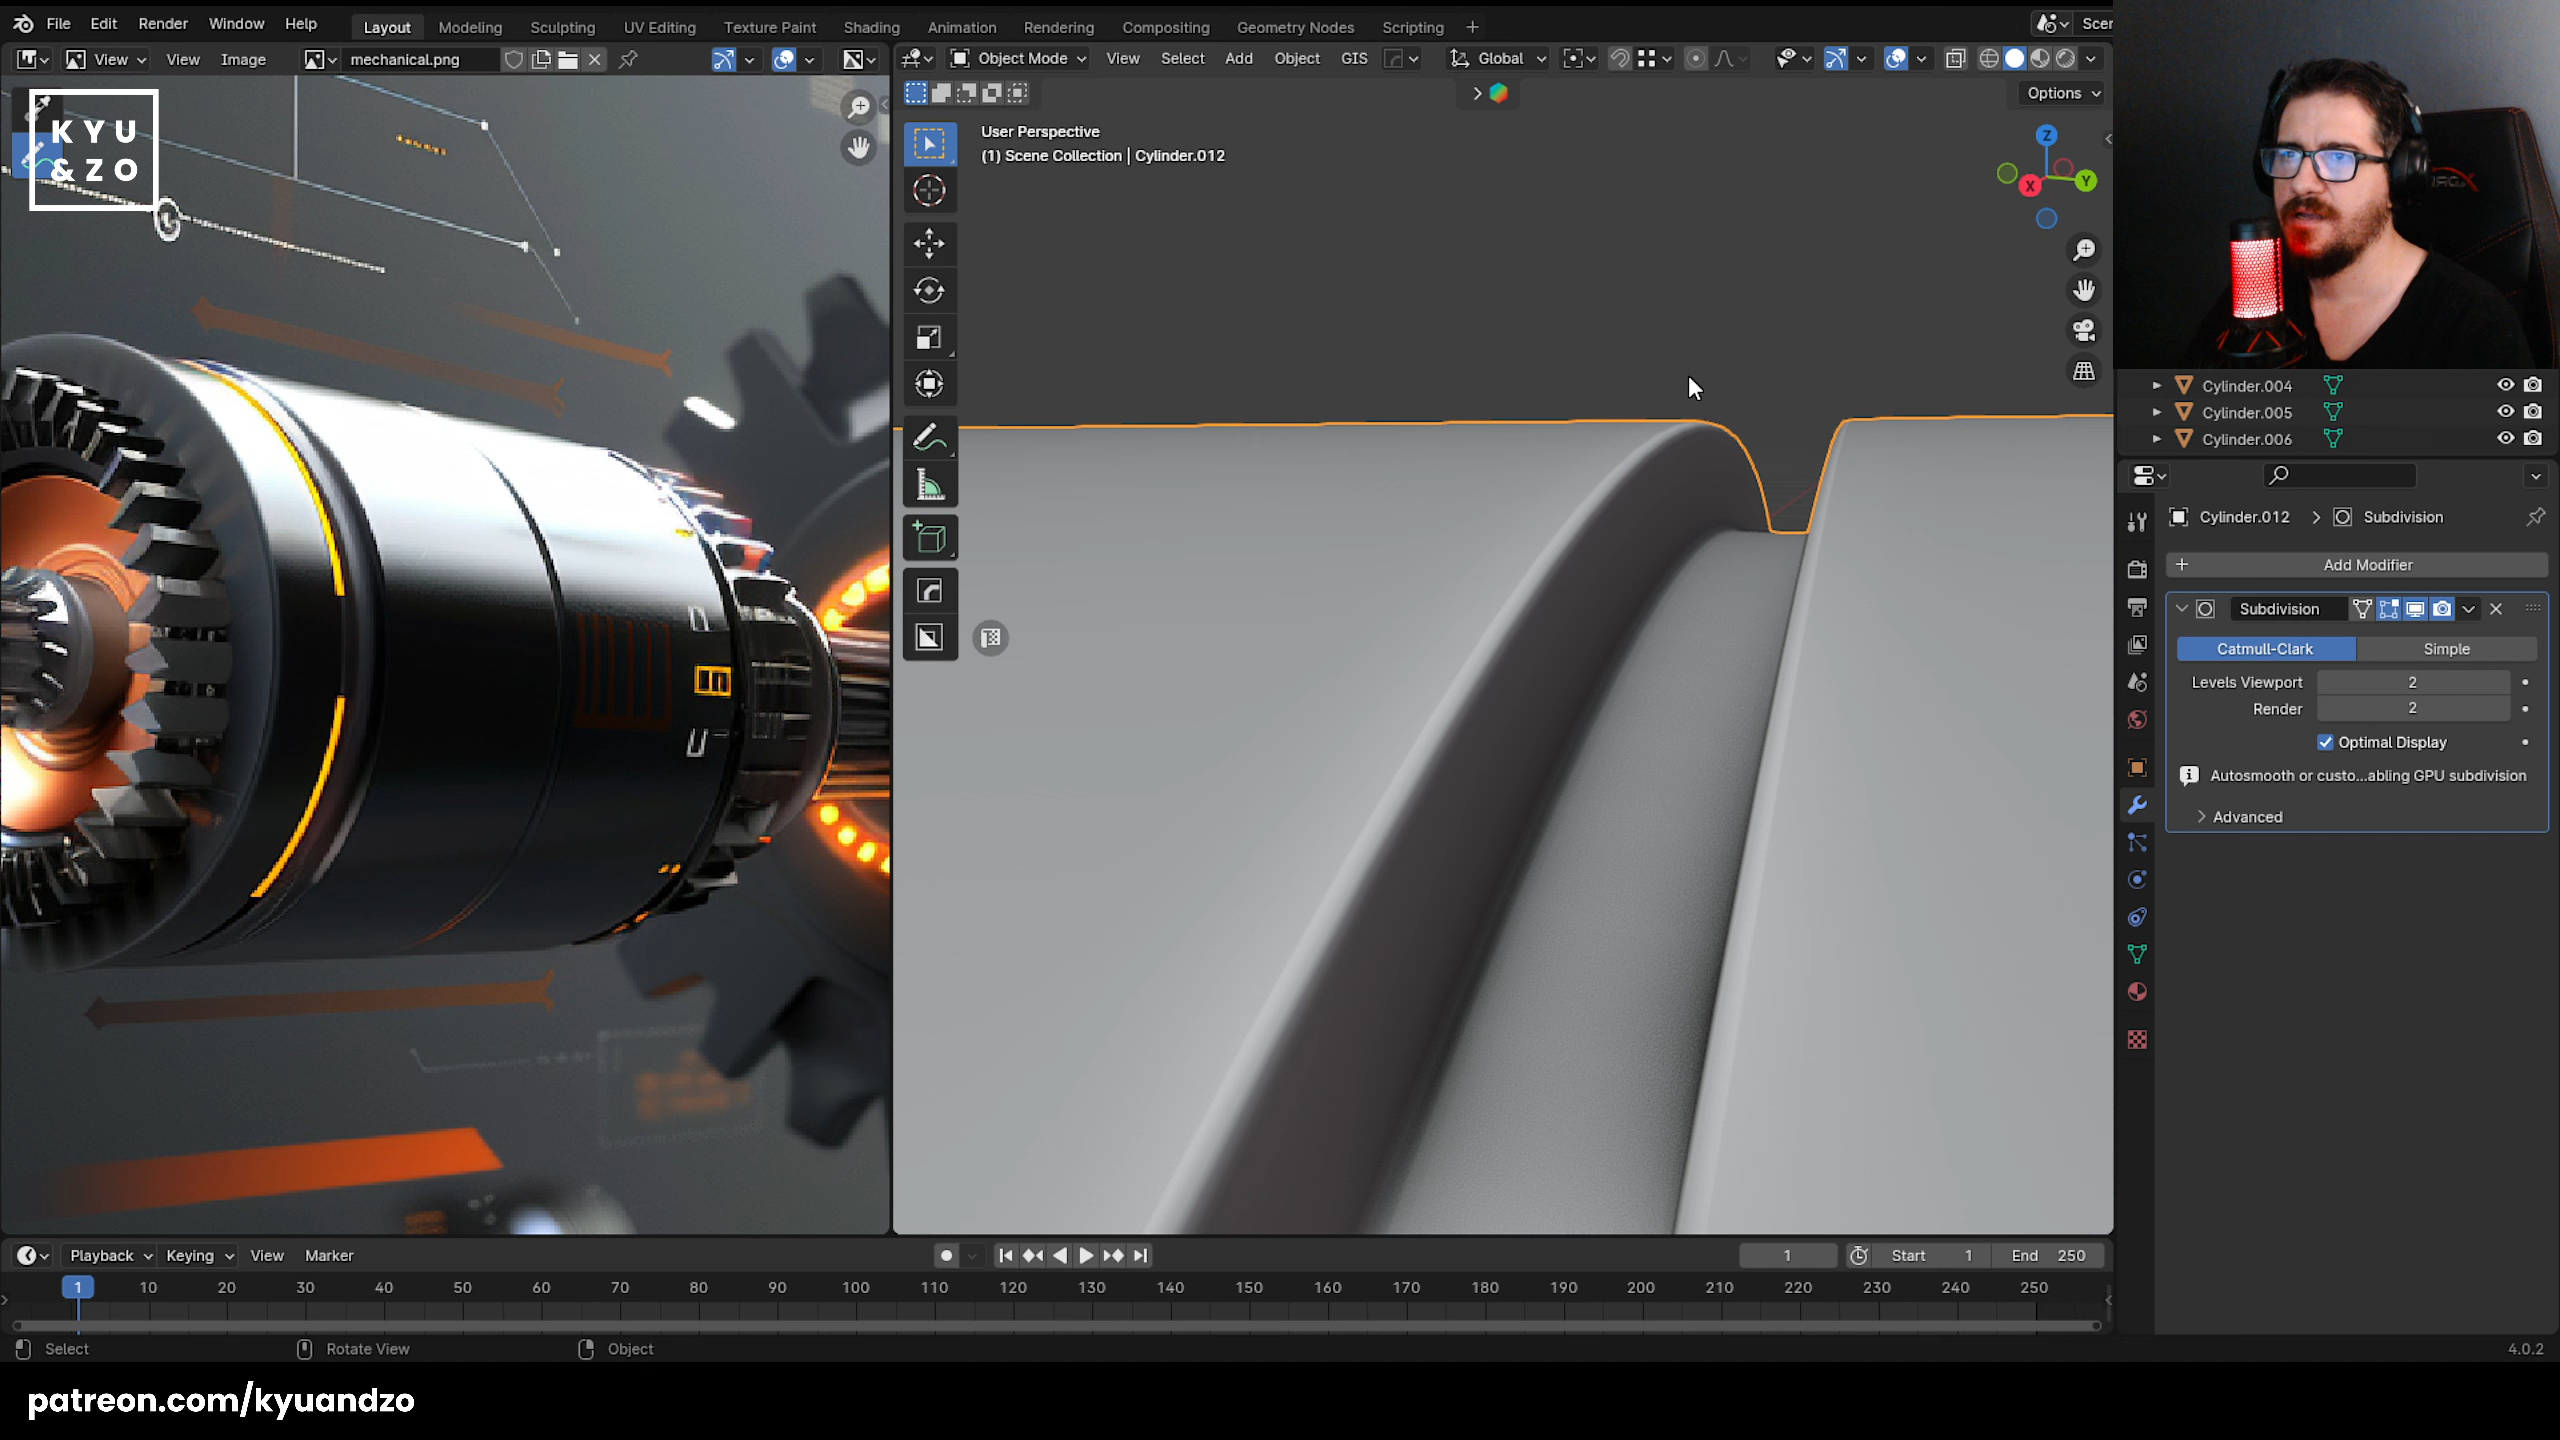 File Edit Render Window Help Layout Modeling Sculpting UV Editing Texture Paint Shading Animation Rendering Compositing Geometry Nodes Scripting + Scen
View View Image mechanical.png
Object Mode View Select Add Object GIS Global
Options
KYU
&ZO
User Perspective
(1) Scene Collection | Cylinder.012
Z
X
Y
Cylinder.004
Cylinder.005
Cylinder.006
Cylinder.012 > Subdivision
+ Add Modifier
Subdivision
Catmull-Clark Simple
Levels Viewport 2
Render 2
Optimal Display
Autosmooth or custo...abling GPU subdivision
Advanced
Playback Keying View Marker
1 Start 1 End 250
1 10 20 30 40 50 60 70 80 90 100 110 120 130 140 150 160 170 180 190 200 210 220 230 240 250
Select Rotate View Object
4.0.2
patreon.com/kyuandzo